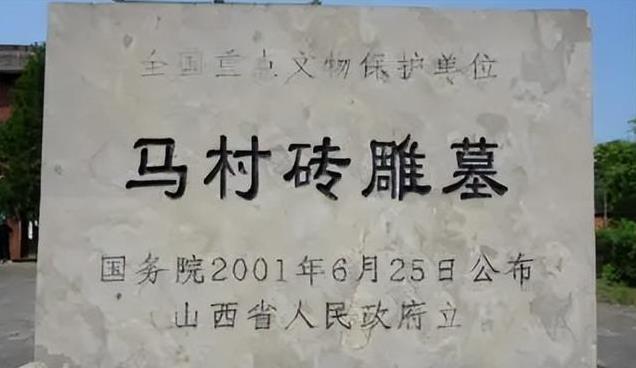 全国重点文物保护单位
马村砖雕墓
国务院2001年6月25日公布
山西省人民政府立